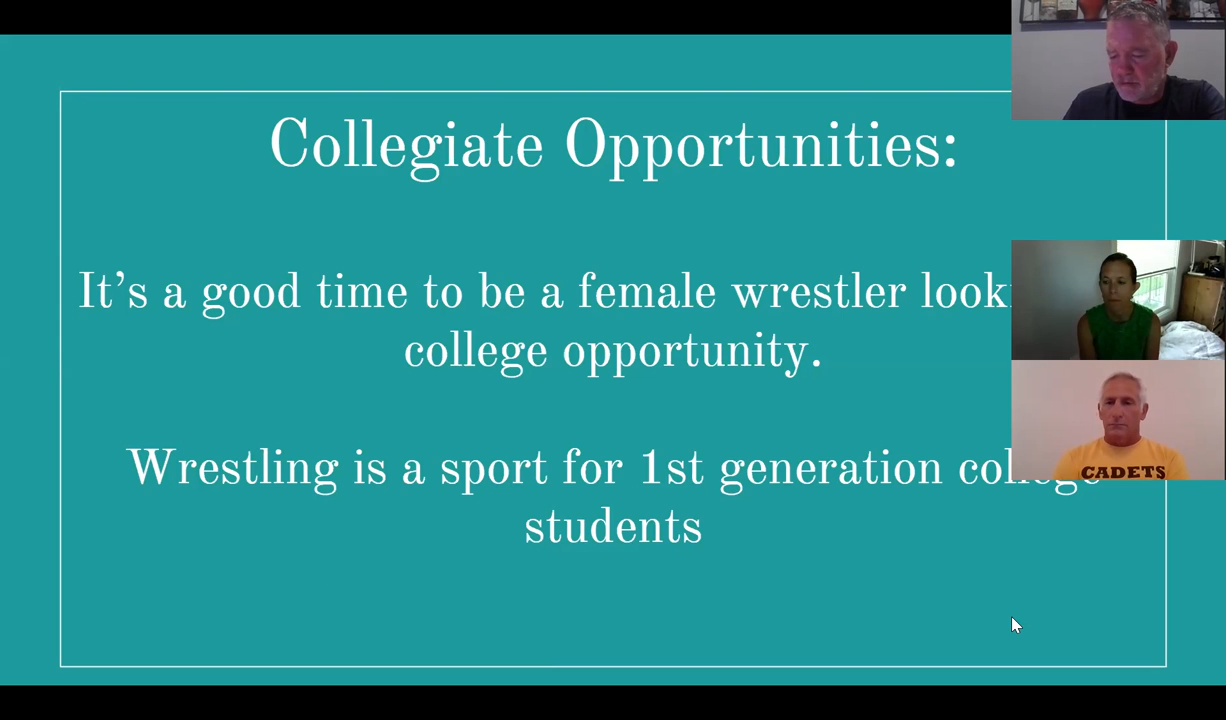 Collegiate Opportunities:
It's a good time to be a female wrestler
college opportunity.
Wrestling is a sport for 1st generation college
students
CADETS